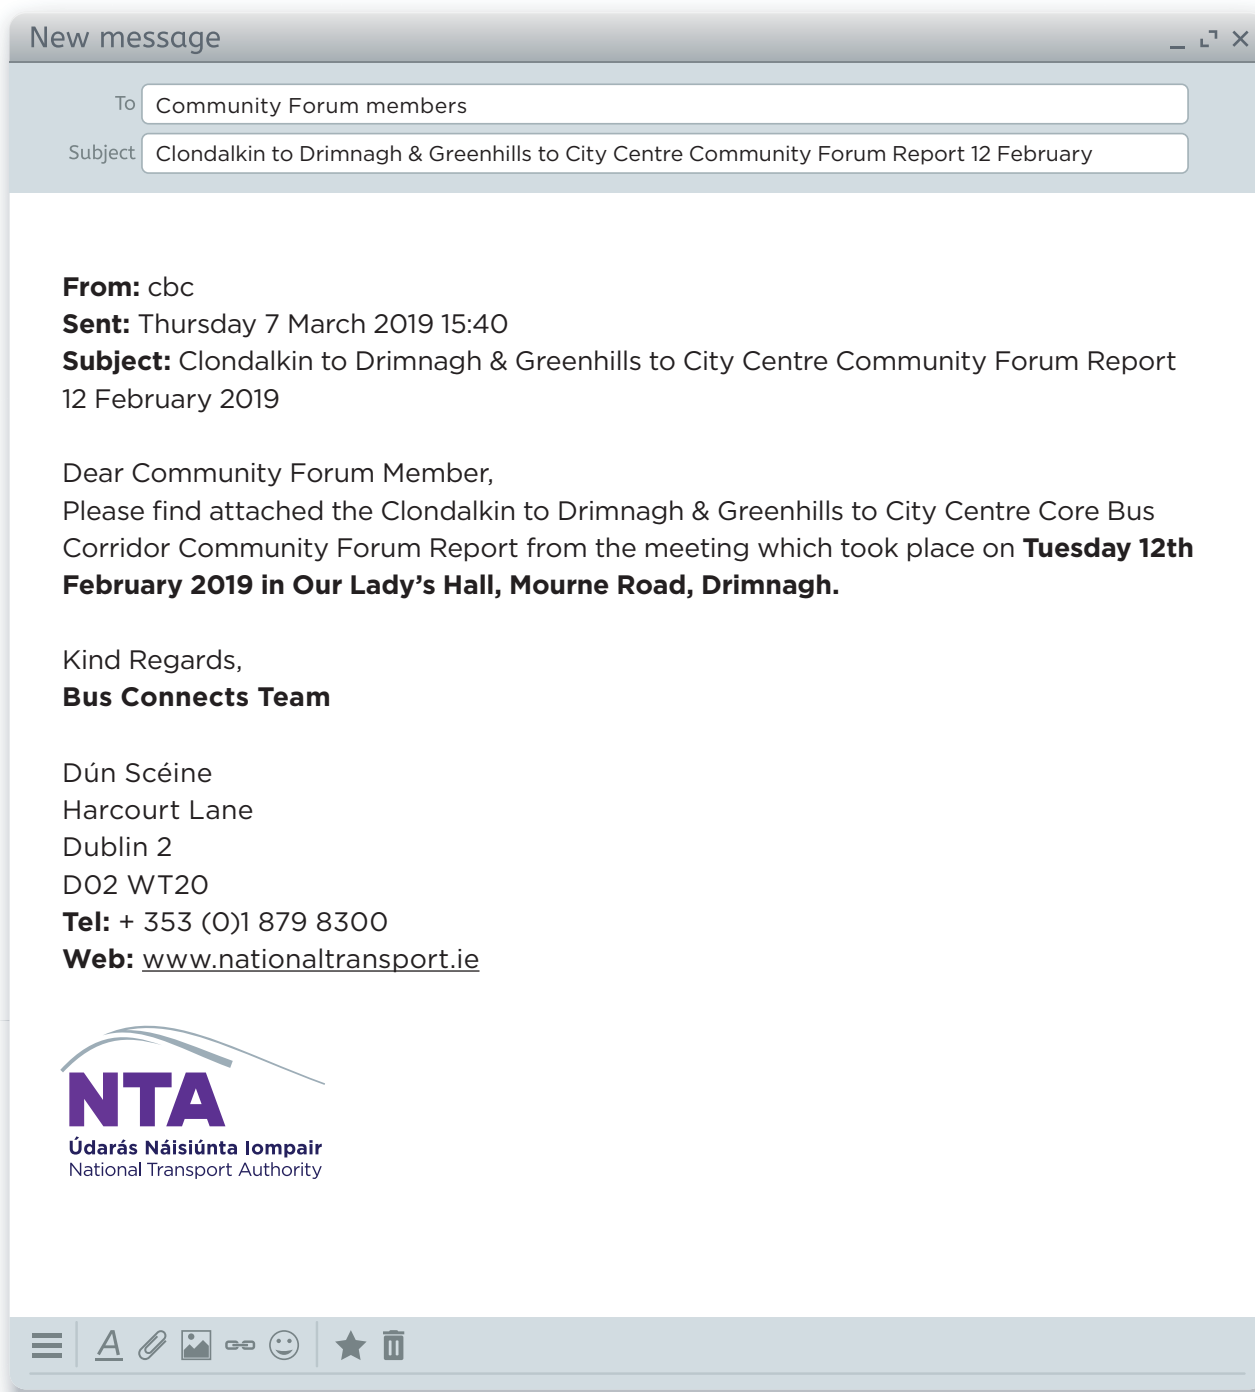 New message
To Community Forum members
Subject Clondalkin to Drimnagh & Greenhills to City Centre Community Forum Report 12 February
From: cbc
Sent: Thursday 7 March 2019 15:40
Subject: Clondalkin to Drimnagh & Greenhills to City Centre Community Forum Report
12 February 2019
Dear Community Forum Member,
Please find attached the Clondalkin to Drimnagh & Greenhills to City Centre Core Bus
Corridor Community Forum Report from the meeting which took place on Tuesday 12th
February 2019 in Our Lady’s Hall, Mourne Road, Drimnagh.
Kind Regards,
Bus Connects Team
Dún Scéine
Harcourt Lane
Dublin 2
D02 WT20
Tel: + 353 (0)1 879 8300
Web: www.nationaltransport.ie
NTA
Údarás Náisiúnta Iompair
National Transport Authority
A